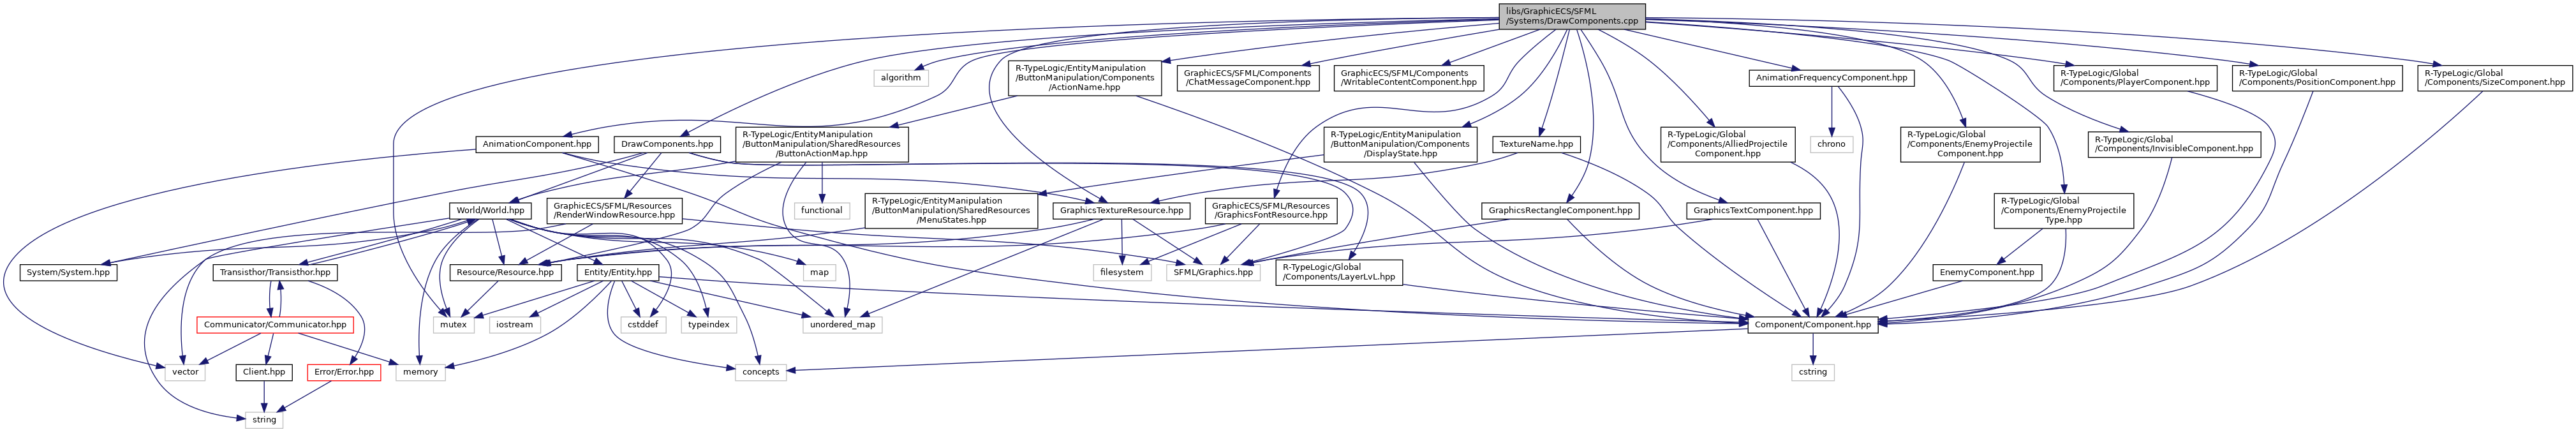 libs/GraphicECS/SFML
/Systems/DrawComponents.cpp
algorithm
R-TypeLogic/EntityManipulation
/ButtonManipulation/Components
/ActionName.hpp
GraphicECS/SFML/Components
/ChatMessageComponent.hpp
GraphicECS/SFML/Components
/WritableContentComponent.hpp
AnimationFrequencyComponent.hpp
R-TypeLogic/Global
/Components/PlayerComponent.hpp
R-TypeLogic/Global
/Components/PositionComponent.hpp
R-TypeLogic/Global
/Components/SizeComponent.hpp
AnimationComponent.hpp
DrawComponents.hpp
R-TypeLogic/EntityManipulation
/ButtonManipulation/SharedResources
/ButtonActionMap.hpp
R-TypeLogic/EntityManipulation
/ButtonManipulation/Components
/DisplayState.hpp
TextureName.hpp
R-TypeLogic/Global
/Components/AlliedProjectile
Component.hpp
chrono
R-TypeLogic/Global
/Components/EnemyProjectile
Component.hpp
R-TypeLogic/Global
/Components/InvisibleComponent.hpp
World/World.hpp
GraphicECS/SFML/Resources
/RenderWindowResource.hpp
functional
R-TypeLogic/EntityManipulation
/ButtonManipulation/SharedResources
/MenuStates.hpp
GraphicsTextureResource.hpp
GraphicECS/SFML/Resources
/GraphicsFontResource.hpp
GraphicsRectangleComponent.hpp
GraphicsTextComponent.hpp
R-TypeLogic/Global
/Components/EnemyProjectile
Type.hpp
System/System.hpp
Transisthor/Transisthor.hpp
Resource/Resource.hpp
Entity/Entity.hpp
map
filesystem
SFML/Graphics.hpp
R-TypeLogic/Global
/Components/LayerLvL.hpp
EnemyComponent.hpp
Communicator/Communicator.hpp
mutex
iostream
cstddef
typeindex
unordered_map
Component/Component.hpp
vector
Client.hpp
Error/Error.hpp
memory
concepts
cstring
string